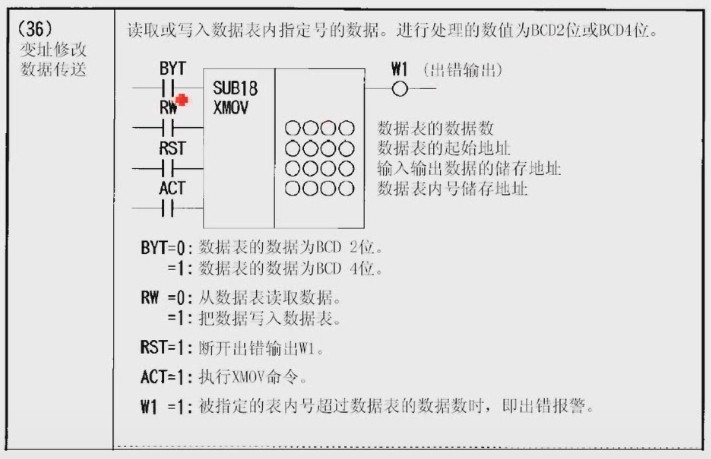 (36)
变址修改
数据传送
读取或写入数据表内指定号的数据。进行处理的数值为BCD2位或BCD4位。
BYT
RW
RST
ACT
SUB18
XMOV
W1 (出错输出)
数据表的数据数
数据表的起始地址
输入输出数据的储存地址
数据表内号储存地址
BYT=0: 数据表的数据为BCD 2位。
=1: 数据表的数据为BCD 4位。
RW =0: 从数据表读取数据。
=1: 把数据写入数据表。
RST=1: 断开出错输出W1。
ACT=1: 执行XMOV命令。
W1 =1: 被指定的表内号超过数据表的数据数时，即出错报警。